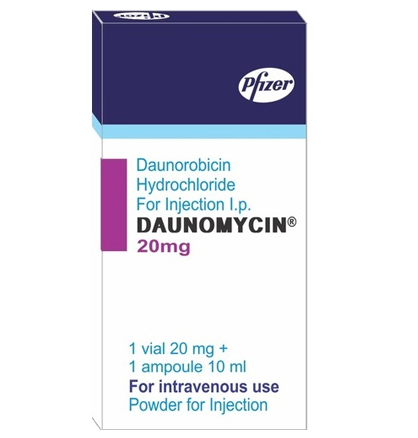 Pfizer
Pfizer
Daunorobicin
Hydrochloride
For Injection I.p.
DAUNOMYCIN®
20mg
1 vial 20 mg +
1 ampoule 10 ml
For intravenous use
Powder for Injection